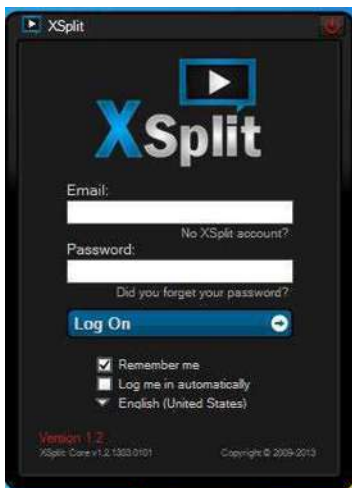 XSplit
XSplit
Email:
No XSplit account?
Password:
Did you forget your password?
Log On
Remember me
Log me in automatically
English (United States)
Version 1.2
XSplit Core v1.2.1303.0101
Copyright © 2009-2013